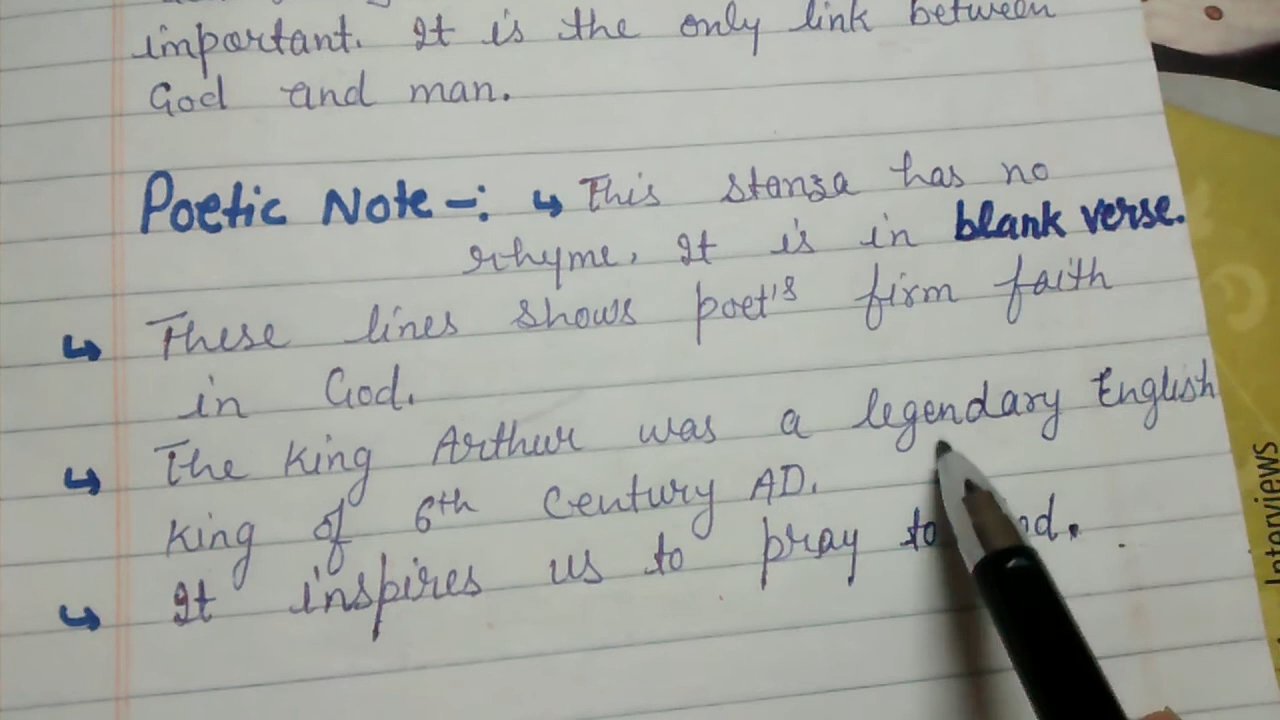 important. It is the only link between
God and man.
Poetic Note -: ↳ This stanza has no
rhyme, It is in blank verse.
↳ These lines shows poet's firm faith
in God.
↳ The King Arthur was a legendary English
King of 6th Century AD.
↳ It inspires us to pray to
Interviews